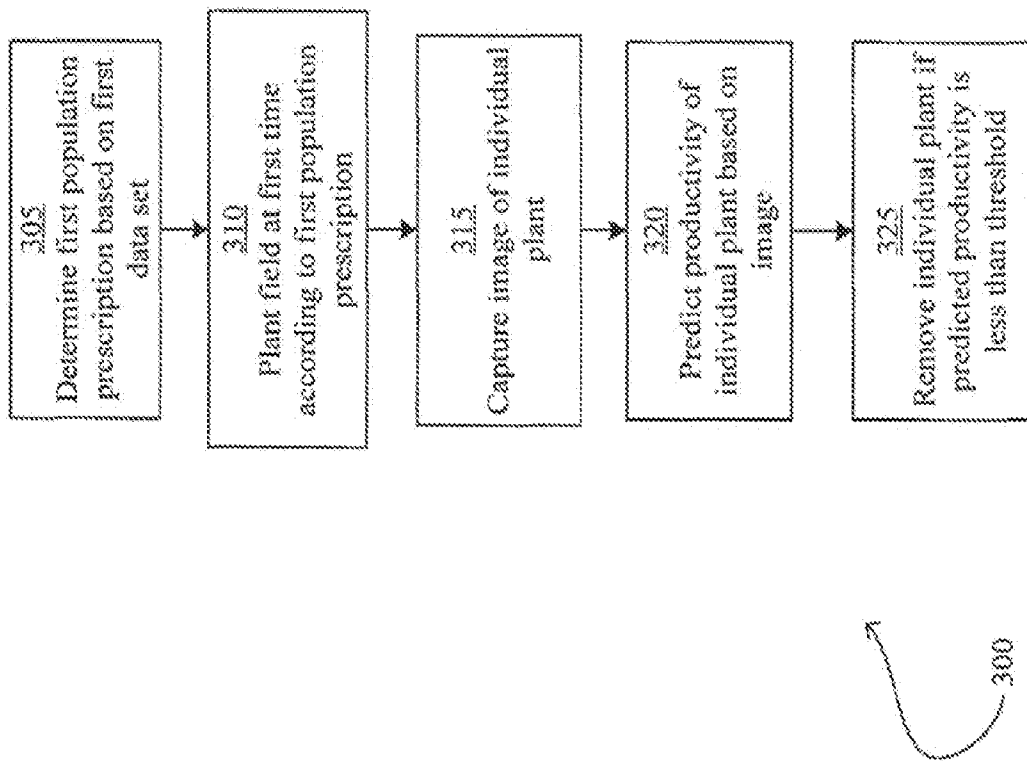 305
Determine first population
prescription based on first
data set
310
Plant field at first time
according to first population
prescription
315
Capture image of individual
plant
320
Predict productivity of
individual plant based on
image
325
Remove individual plant if
predicted productivity is
less than threshold
300